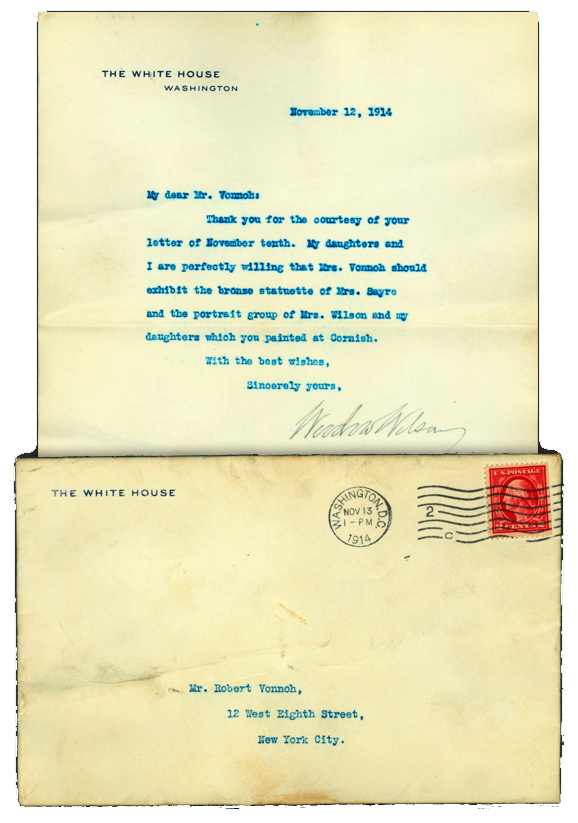 THE WHITE HOUSE
WASHINGTON
November 12, 1914
My dear Mr. Vonnoh:
Thank you for the courtesy of your
letter of November tenth. My daughters and
I are perfectly willing that Mrs. Vonnoh should
exhibit the bronze statuette of Mrs. Sayre
and the portrait group of Mrs. Wilson and my
daughters which you painted at Cornish.
With the best wishes,
Sincerely yours,
Woodrow Wilson
THE WHITE HOUSE
WASHINGTON, D.C.
NOV 13
1-PM
1914
2
C
U.S. POSTAGE
2 CENTS 2
Mr. Robert Vonnoh,
12 West Eighth Street,
New York City.